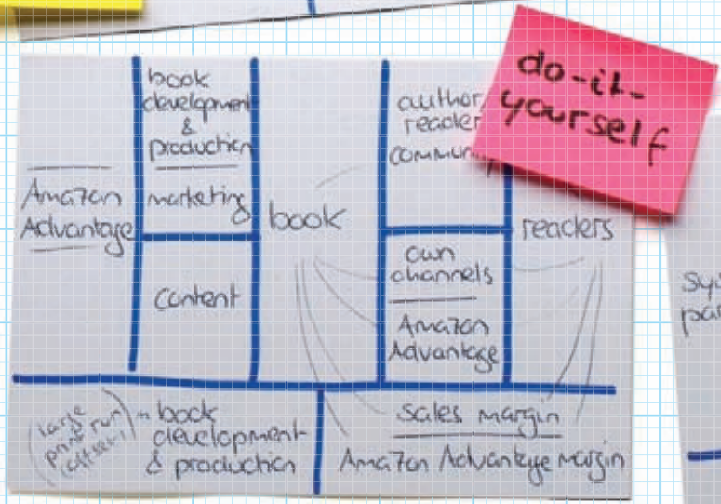 do-it-
yourself
Amazon
Advantage
book
development
&
production
marketing
content
book
author/
reader
own
channels
Amazon
Advantage
readers
(large
print run
(offset))
book
development
& production
sales margin
Amazon Advantage margin